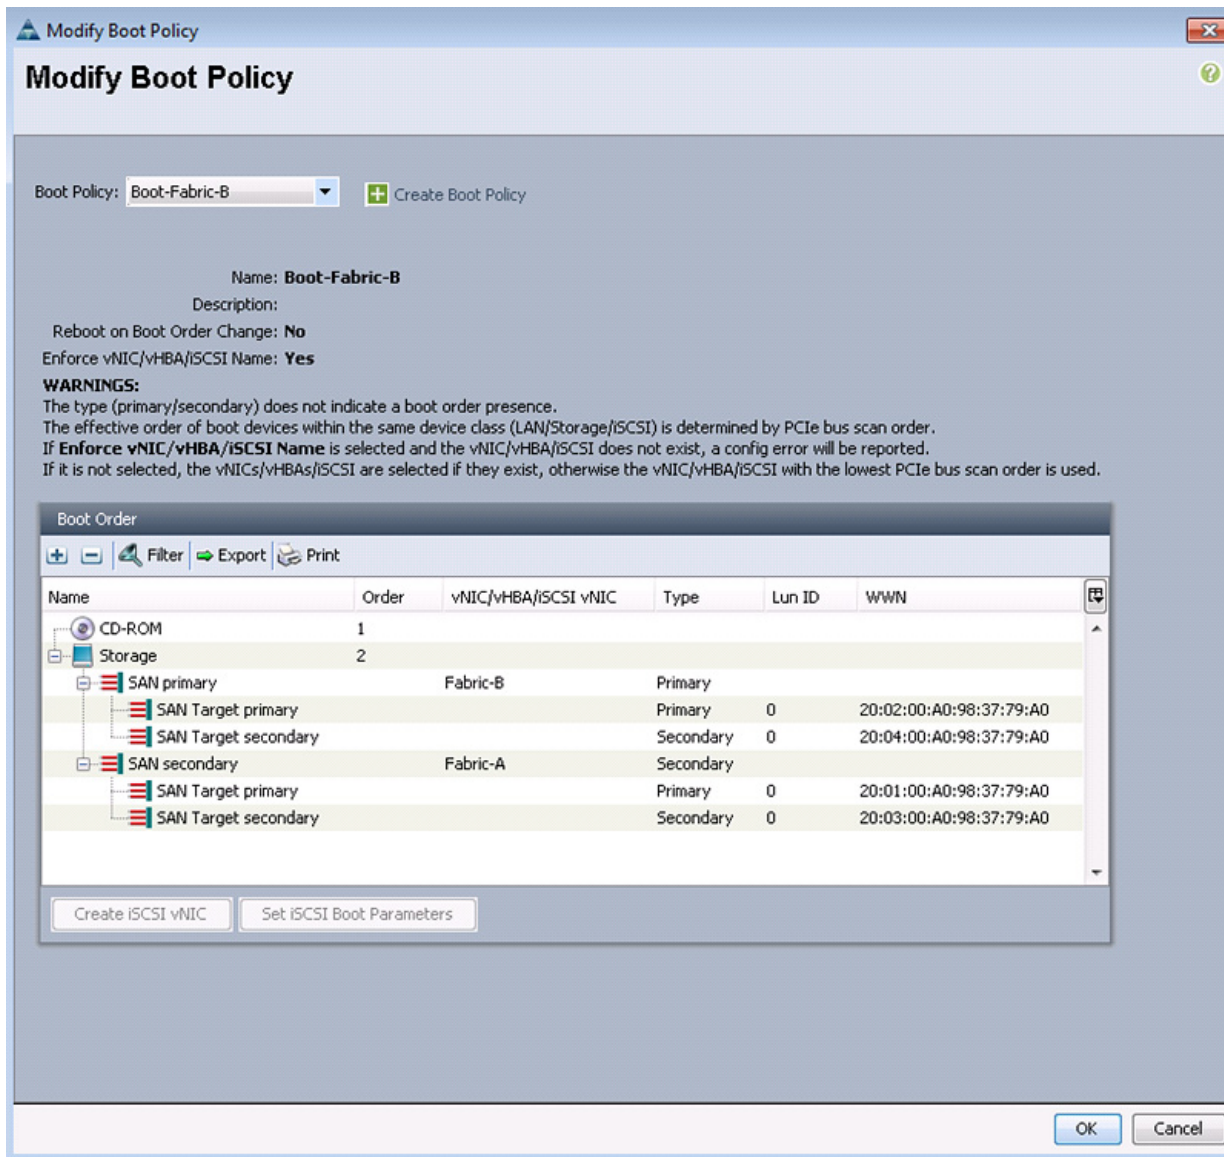 Modify Boot Policy
Modify Boot Policy
Boot Policy: Boot-Fabric-B Create Boot Policy
Name: Boot-Fabric-B
Description:
Reboot on Boot Order Change: No
Enforce vNIC/vHBA/iSCSI Name: Yes
WARNINGS:
The type (primary/secondary) does not indicate a boot order presence.
The effective order of boot devices within the same device class (LAN/Storage/iSCSI) is determined by PCIe bus scan order.
If Enforce vNIC/vHBA/iSCSI Name is selected and the vNIC/vHBA/iSCSI does not exist, a config error will be reported.
If it is not selected, the vNICs/vHBAs/iSCSI are selected if they exist, otherwise the vNIC/vHBA/iSCSI with the lowest PCIe bus scan order is used.
Boot Order
Filter Export Print
Name Order vNIC/vHBA/iSCSI vNIC Type Lun ID WWN
CD-ROM 1
Storage 2
SAN primary Fabric-B Primary
SAN Target primary Primary 0 20:02:00:A0:98:37:79:A0
SAN Target secondary Secondary 0 20:04:00:A0:98:37:79:A0
SAN secondary Fabric-A Secondary
SAN Target primary Primary 0 20:01:00:A0:98:37:79:A0
SAN Target secondary Secondary 0 20:03:00:A0:98:37:79:A0
Create iSCSI vNIC Set iSCSI Boot Parameters
OK Cancel